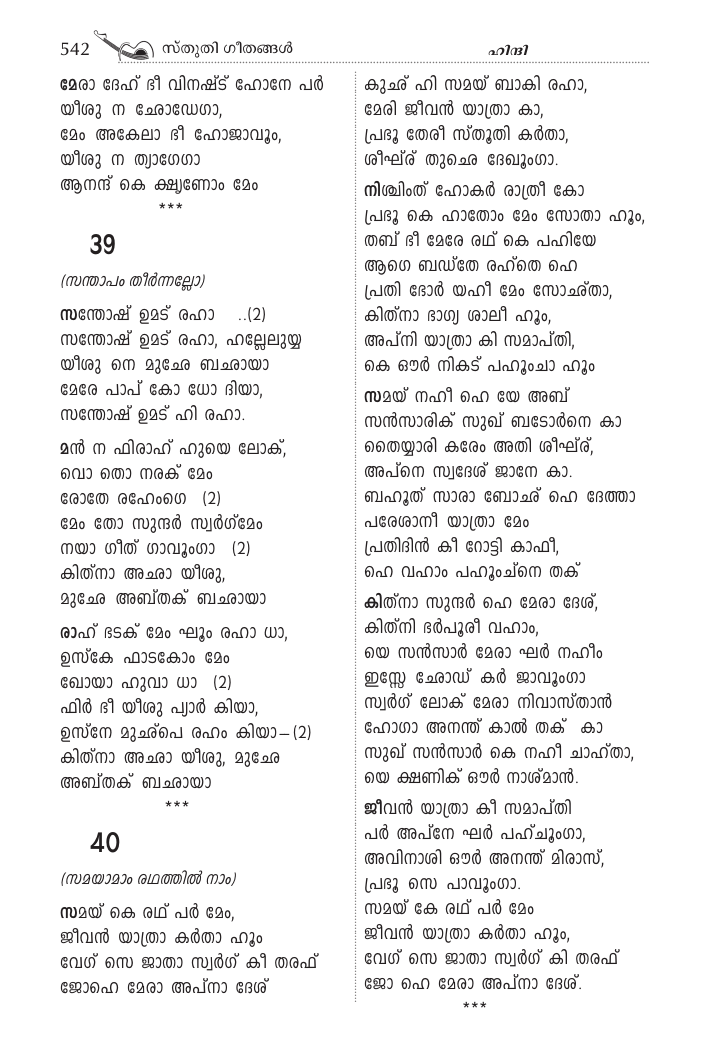 542 സ്തുതി ഗീതങ്ങൾ ഹിന്ദി
മേരാ ദേഹ് ഭീ വിനഷ്ട് ഹോനേ പർ
യീശു ന ഛോഡേഗാ,
മേം അകേലാ ഭീ ഹോജാവൂം,
യീശു ന ത്യാഗേഗാ
ആനന്ദ് കെ ക്ഷ്യണോം മേം
***
39
(സന്താപം തീർന്നല്ലോ)
സന്തോഷ് ഉമട് രഹാ ..(2)
സന്തോഷ് ഉമട് രഹാ, ഹല്ലേലുയ്യ
യീശു നെ മുഛേ ബഛായാ
മേരേ പാപ് കോ ധോ ദിയാ,
സന്തോഷ് ഉമട് ഹി രഹാ.
മൻ ന ഫിരാഹ് ഹുയെ ലോക്,
വൊ തൊ നരക് മേം
രോതേ രഹേംഗെ (2)
മേം തോ സുന്ദർ സ്വർഗ്മേം
നയാ ഗീത് ഗാവൂംഗാ (2)
കിത്നാ അഛാ യീശു,
മുഛേ അബ്തക് ബഛായാ
രാഹ് ഭടക് മേം ഘൂം രഹാ ധാ,
ഉസ്കേ ഫാടകോം മേം
ഖോയാ ഹുവാ ധാ (2)
ഫിർ ഭീ യീശു പ്യാർ കിയാ,
ഉസ്നേ മുഛ്പെ രഹം കിയാ–(2)
കിത്നാ അഛാ യീശു, മുഛേ
അബ്തക് ബഛായാ
***
40
(സമയാമാം രഥത്തിൽ നാം)
സമയ് കെ രഥ് പർ മേം,
ജീവൻ യാത്രാ കർതാ ഹൂം
വേഗ് സെ ജാതാ സ്വർഗ് കീ തരഫ്
ജോഹെ മേരാ അപ്നാ ദേശ്
കുഛ് ഹി സമയ് ബാകി രഹാ,
മേരി ജീവൻ യാത്രാ കാ,
പ്രഭൂ തേരീ സ്തൂതി കർതാ,
ശീഘ്ര് തുഛെ ദേഖൂംഗാ.
നിശ്ചിംത് ഹോകർ രാത്രീ കോ
പ്രഭൂ കെ ഹാതോം മേം സോതാ ഹൂം,
തബ് ഭീ മേരേ രഥ് കെ പഹിയേ
ആഗെ ബഡ്തേ രഹ്തെ ഹെ
പ്രതി ഭോർ യഹീ മേം സോഛ്താ,
കിത്നാ ഭാഗ്യ ശാലീ ഹൂം,
അപ്നി യാത്രാ കി സമാപ്തി,
കെ ഔർ നികട് പഹൂംചാ ഹൂം
സമയ് നഹീ ഹെ യേ അബ്
സൻസാരിക് സുഖ് ബടോർനെ കാ
തൈയ്യാരി കരേം അതി ശീഘ്ര്,
അപ്നെ സ്വദേശ് ജാനേ കാ.
ബഹൂത് സാരാ ബോഛ് ഹെ ദേത്താ
പരേശാനീ യാത്രാ മേം
പ്രതിദിൻ കീ റോട്ടി കാഫീ,
ഹെ വഹാം പഹൂംച്നെ തക്
കിത്നാ സുന്ദർ ഹെ മേരാ ദേശ്,
കിത്നി ഭർപൂരീ വഹാം,
യെ സൻസാർ മേരാ ഘർ നഹീം
ഇസ്സേ ഛോഡ് കർ ജാവൂംഗാ
സ്വർഗ് ലോക് മേരാ നിവാസ്താൻ
ഹോഗാ അനന്ത് കാൽ തക് കാ
സുഖ് സൻസാർ കെ നഹീ ചാഹ്താ,
യെ ക്ഷണിക് ഔർ നാശ്മാൻ.
ജീവൻ യാത്രാ കീ സമാപ്തി
പർ അപ്നേ ഘർ പഹ്ചൂംഗാ,
അവിനാശി ഔർ അനന്ത് മിരാസ്,
പ്രഭൂ സെ പാവൂംഗാ.
സമയ് കേ രഥ് പർ മേം
ജീവൻ യാത്രാ കർതാ ഹൂം,
വേഗ് സെ ജാതാ സ്വർഗ് കി തരഫ്
ജോ ഹെ മേരാ അപ്നാ ദേശ്.
***